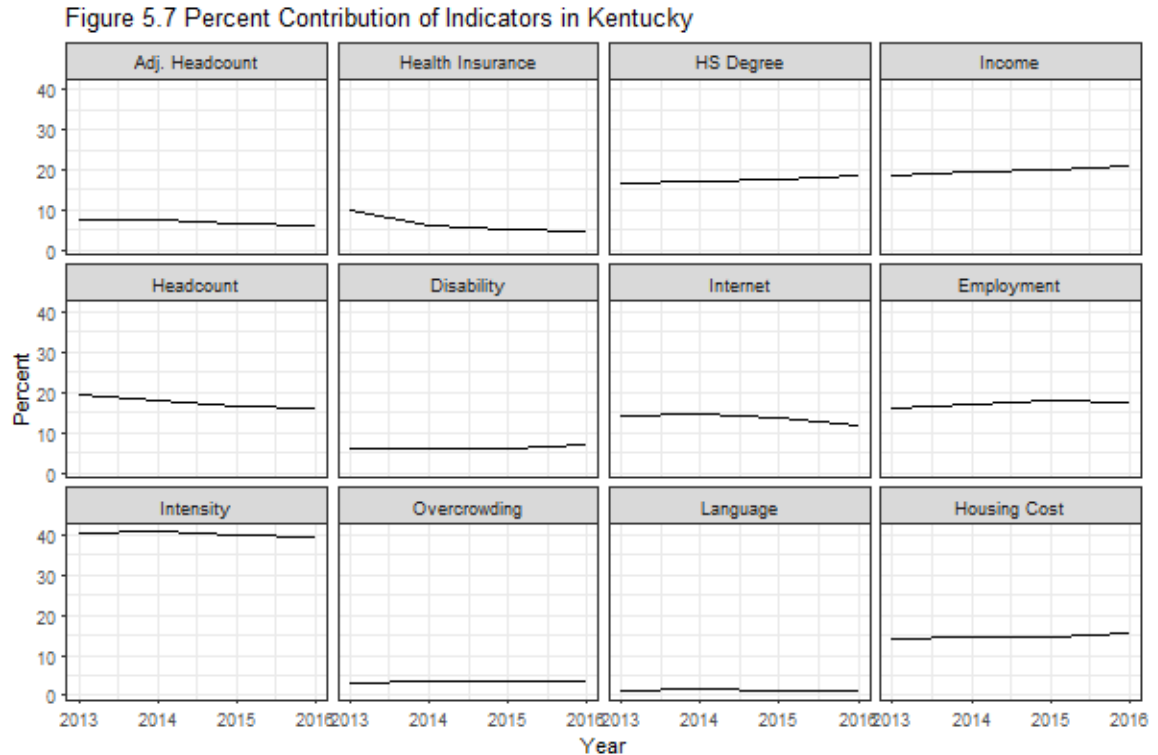 Figure 5.7 Percent Contribution of Indicators in Kentucky
Adj. Headcount Health Insurance HS Degree Income
40
30
20
10
0
Headcount Disability Internet Employment
40
30
20
10
0
Percent
Intensity Overcrowding Language Housing Cost
40
30
20
10
0
2013 2014 2015 2016 2013 2014 2015 2016 2013 2014 2015 2016 2013 2014 2015 2016
Year